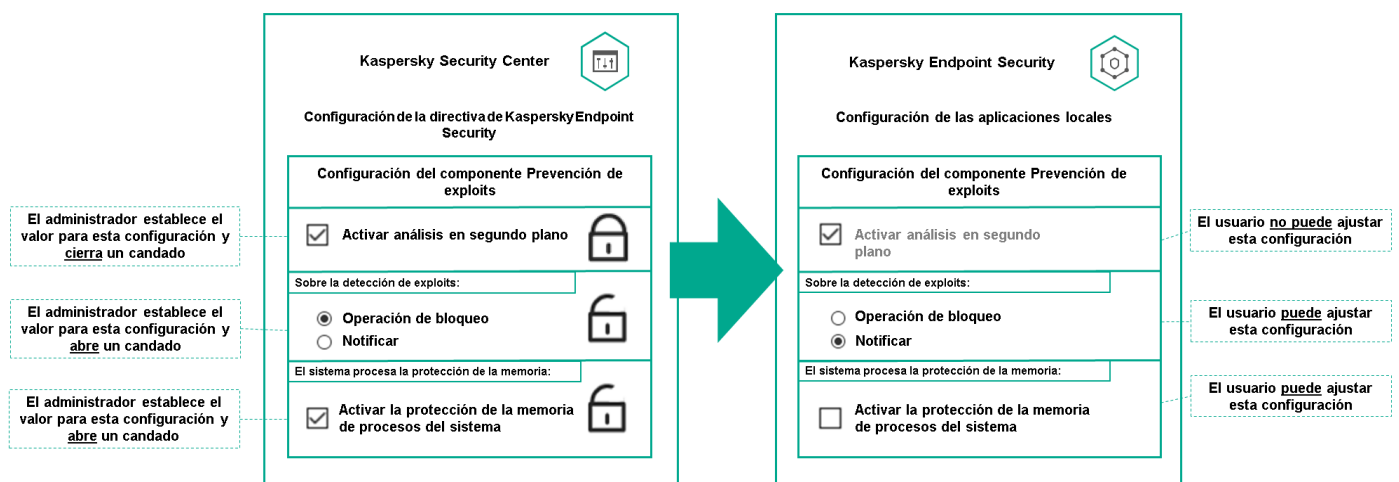 Kaspersky Security Center
Configuración de la directiva de Kaspersky Endpoint
Security
Configuración del componente Prevención de
exploits
El administrador establece el
valor para esta configuración y
cierra un candado
Activar análisis en segundo plano
Sobre la detección de exploits:
El administrador establece el
valor para esta configuración y
abre un candado
Operación de bloqueo
Notificar
El sistema procesa la protección de la memoria:
El administrador establece el
valor para esta configuración y
abre un candado
Activar la protección de la memoria
de procesos del sistema
Kaspersky Endpoint Security
Configuración de las aplicaciones locales
Configuración del componente Prevención de
exploits
Activar análisis en segundo
plano
El usuario no puede ajustar
esta configuración
Sobre la detección de exploits:
Operación de bloqueo
Notificar
El usuario puede ajustar
esta configuración
El sistema procesa la protección de la memoria:
Activar la protección de la memoria
de procesos del sistema
El usuario puede ajustar
esta configuración